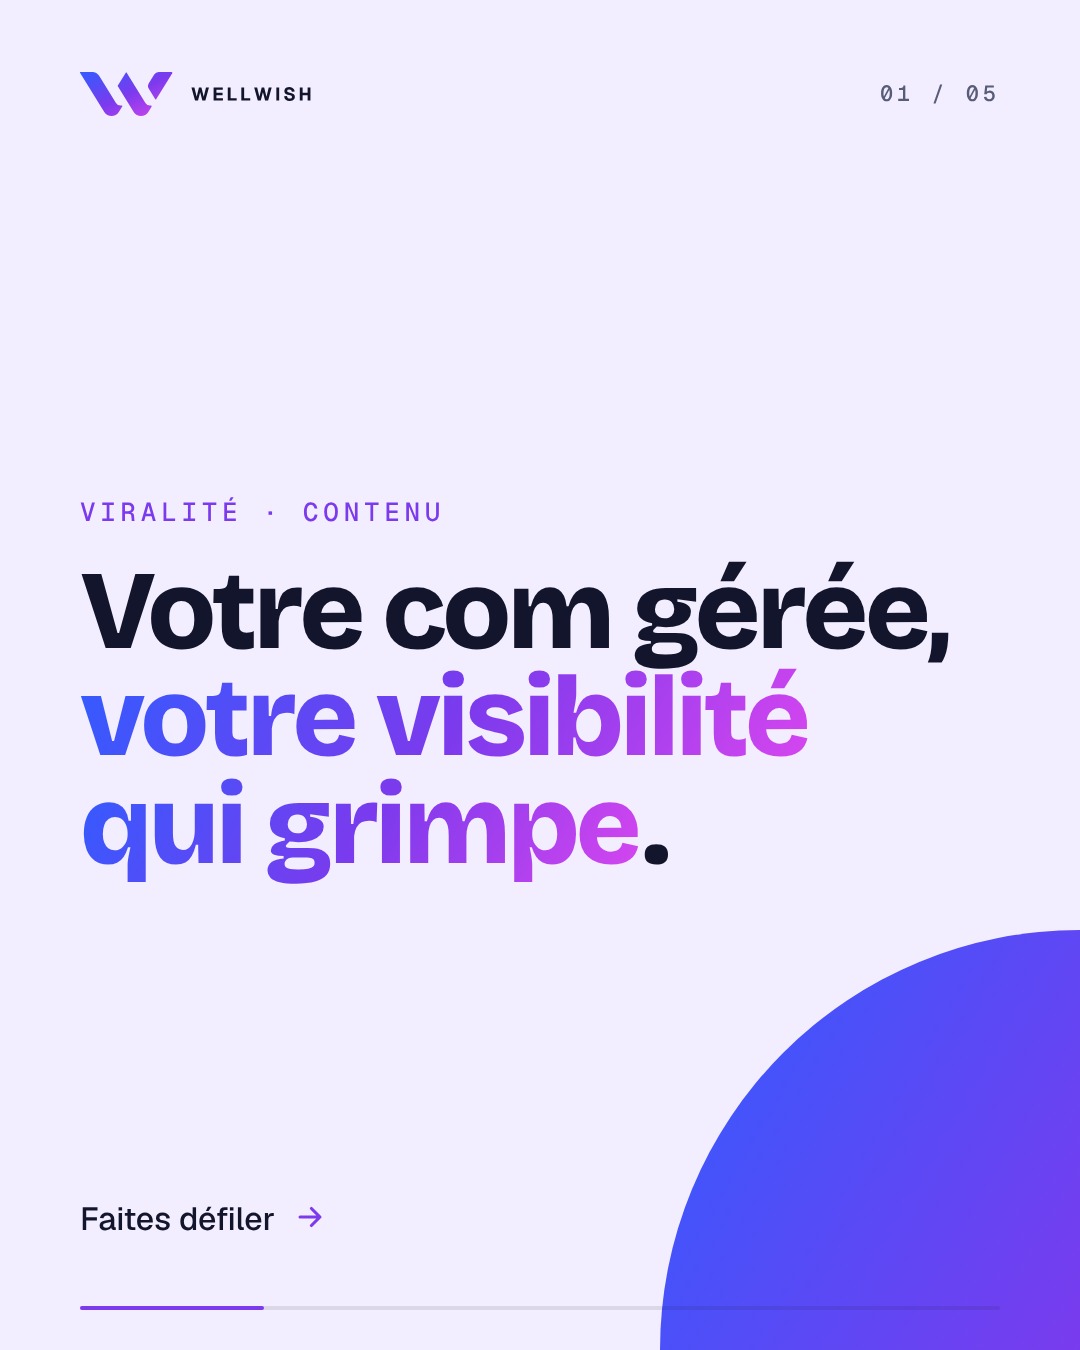 WELLWISH
01 / 05
VIRALITÉ · CONTENU
Votre com gérée,
votre visibilité
qui grimpe.
Faites défiler →